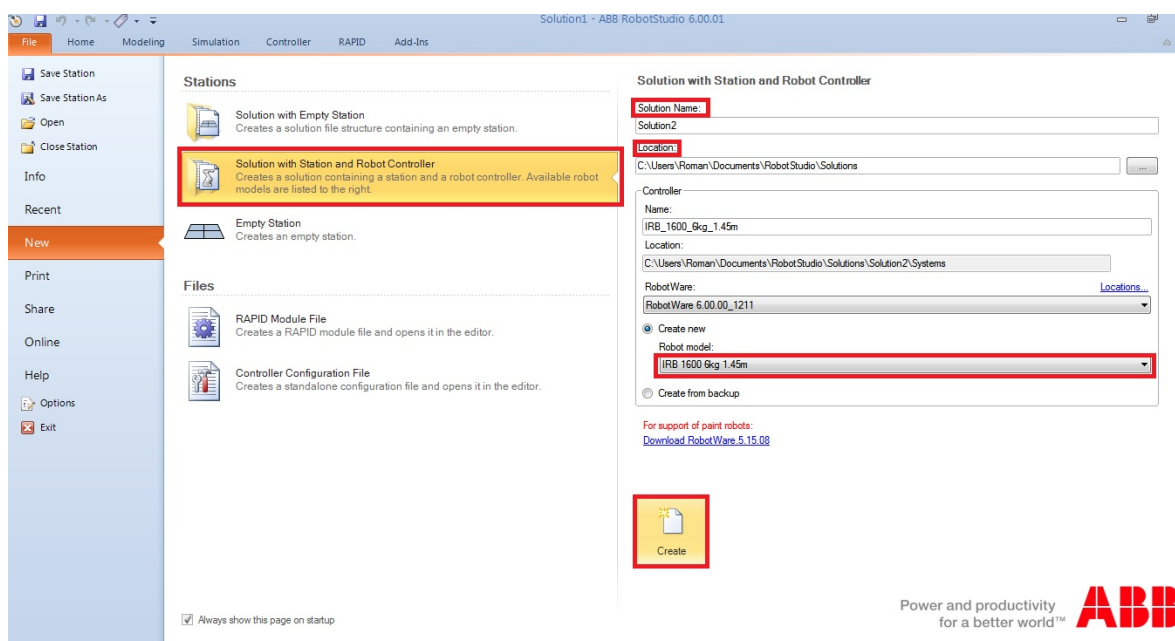 Solution1 - ABB RobotStudio 6.00.01
File Home Modeling Simulation Controller RAPID Add-Ins
Save Station
Save Station As
Open
Close Station
Info
Recent
New
Print
Share
Online
Help
Options
Exit
Stations
Solution with Empty Station
Creates a solution file structure containing an empty station.
Solution with Station and Robot Controller
Creates a solution containing a station and a robot controller. Available robot
models are listed to the right.
Empty Station
Creates an empty station.
Files
RAPID Module File
Creates a RAPID module file and opens it in the editor.
Controller Configuration File
Creates a standalone configuration file and opens it in the editor.
Always show this page on startup
Solution with Station and Robot Controller
Solution Name:
Solution2
Location:
C:\Users\Roman\Documents\RobotStudio\Solutions
...
Controller
Name:
IRB_1600_6kg_1.45m
Location:
C:\Users\Roman\Documents\RobotStudio\Solutions\Solution2\Systems
RobotWare:
Locations...
RobotWare 6.00.00_1211
Create new
Robot model:
IRB 1600 6kg 1.45m
Create from backup
For support of paint robots:
Download RobotWare.5.15.08
Create
Power and productivity
for a better world™
ABB